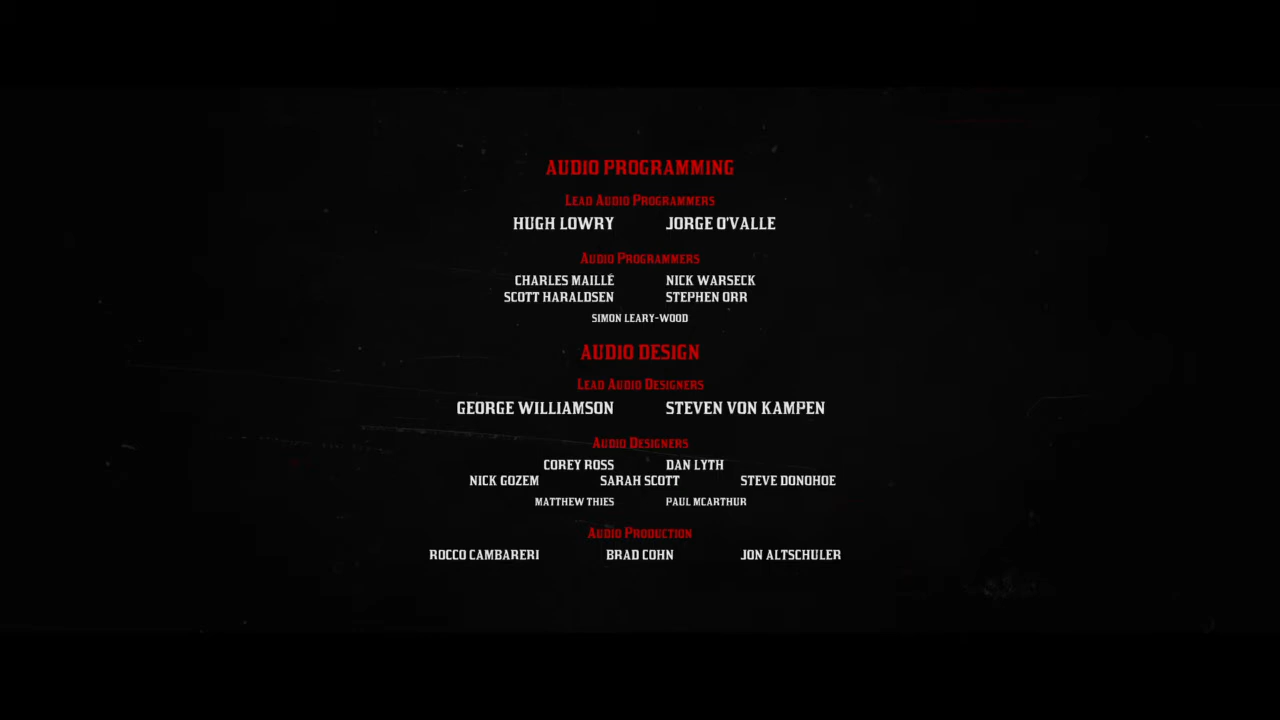 AUDIO PROGRAMMING
LEAD AUDIO PROGRAMMERS
HUGH LOWRY JORGE O'VALLE
AUDIO PROGRAMMERS
CHARLES MAILLÉ NICK WARSECK
SCOTT HARALDSEN STEPHEN ORR
SIMON LEARY-WOOD
AUDIO DESIGN
LEAD AUDIO DESIGNERS
GEORGE WILLIAMSON STEVEN VON KAMPEN
AUDIO DESIGNERS
COREY ROSS DAN LYTH
NICK GOZEM SARAH SCOTT STEVE DONOHOE
MATTHEW THIES PAUL MCARTHUR
AUDIO PRODUCTION
ROCCO CAMBARERI BRAD COHN JON ALTSCHULER